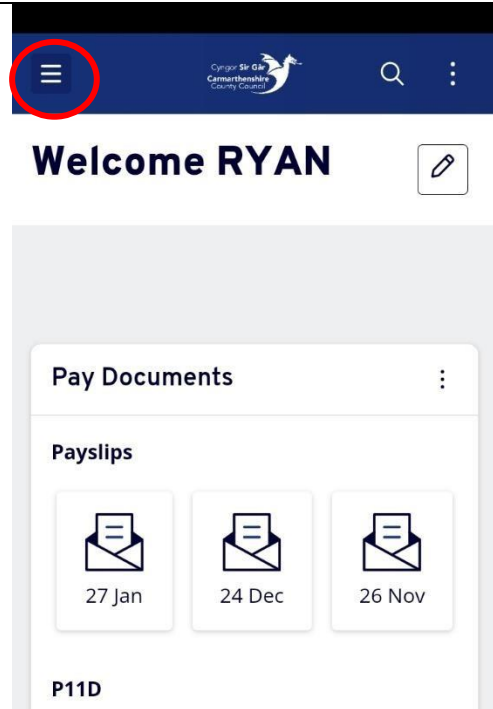 Cyngor Sir Gâr
Carmarthenshire
County Council
Welcome RYAN
Pay Documents
Payslips
27 Jan 24 Dec 26 Nov
P11D